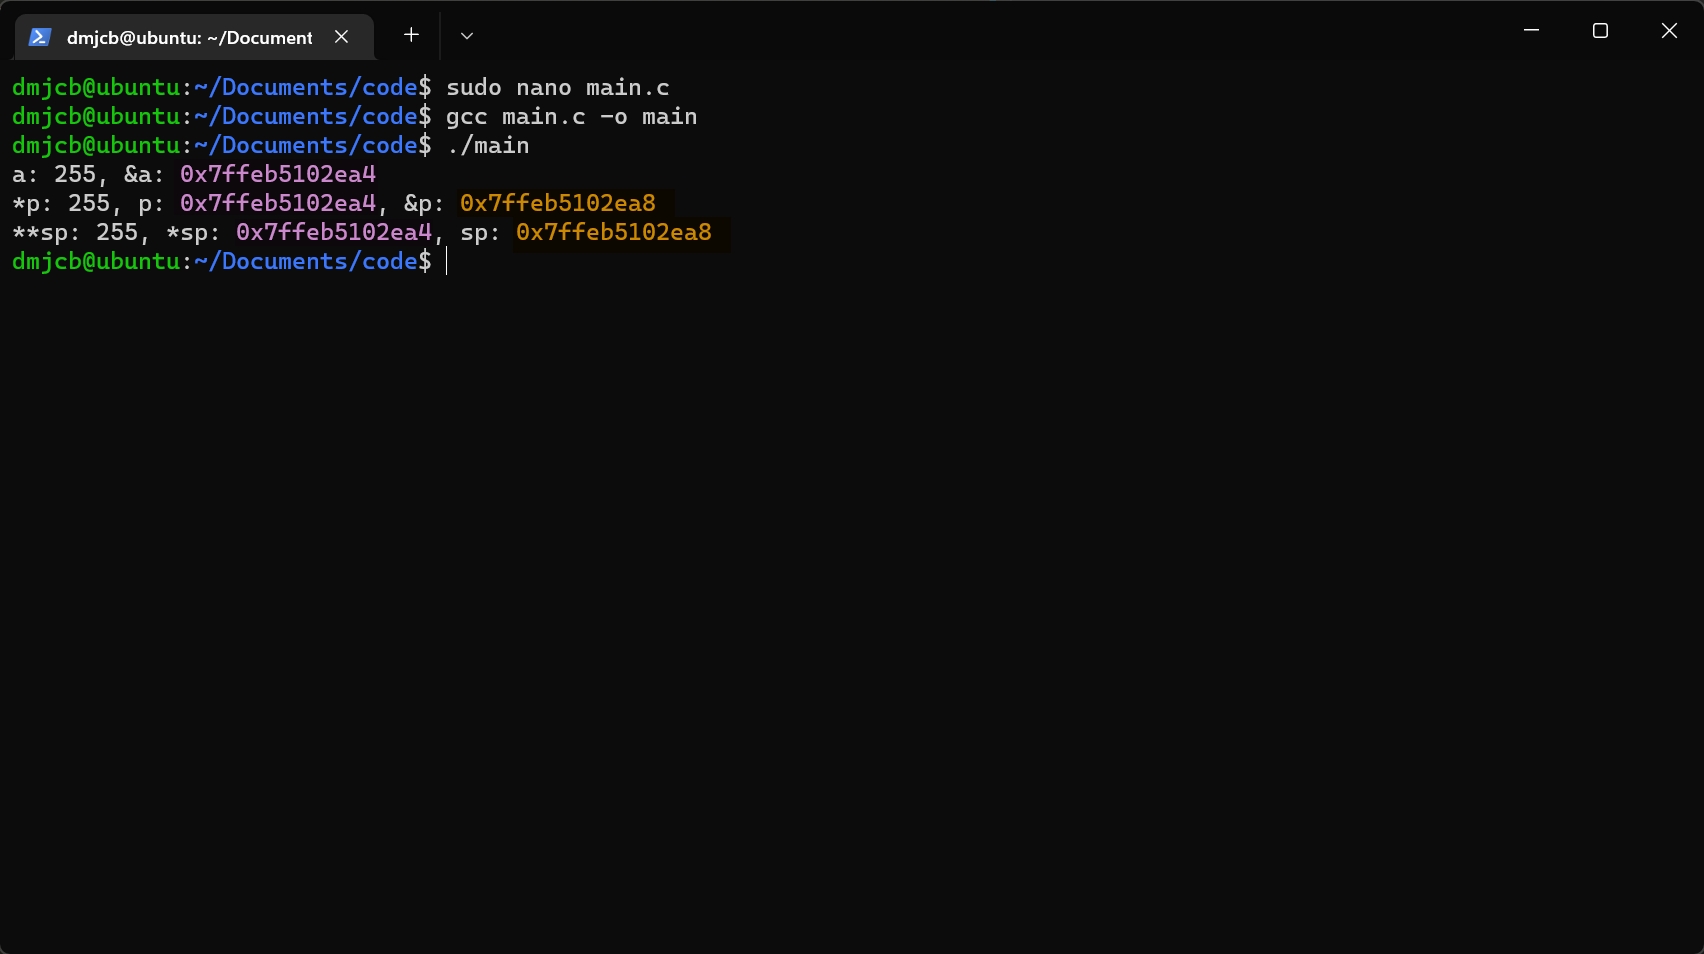 dmjcb@ubuntu: ~/Document
dmjcb@ubuntu:~/Documents/code$ sudo nano main.c
dmjcb@ubuntu:~/Documents/code$ gcc main.c -o main
dmjcb@ubuntu:~/Documents/code$ ./main
a: 255, &a: 0x7ffeb5102ea4
*p: 255, p: 0x7ffeb5102ea4, &p: 0x7ffeb5102ea8
**sp: 255, *sp: 0x7ffeb5102ea4, sp: 0x7ffeb5102ea8
dmjcb@ubuntu:~/Documents/code$